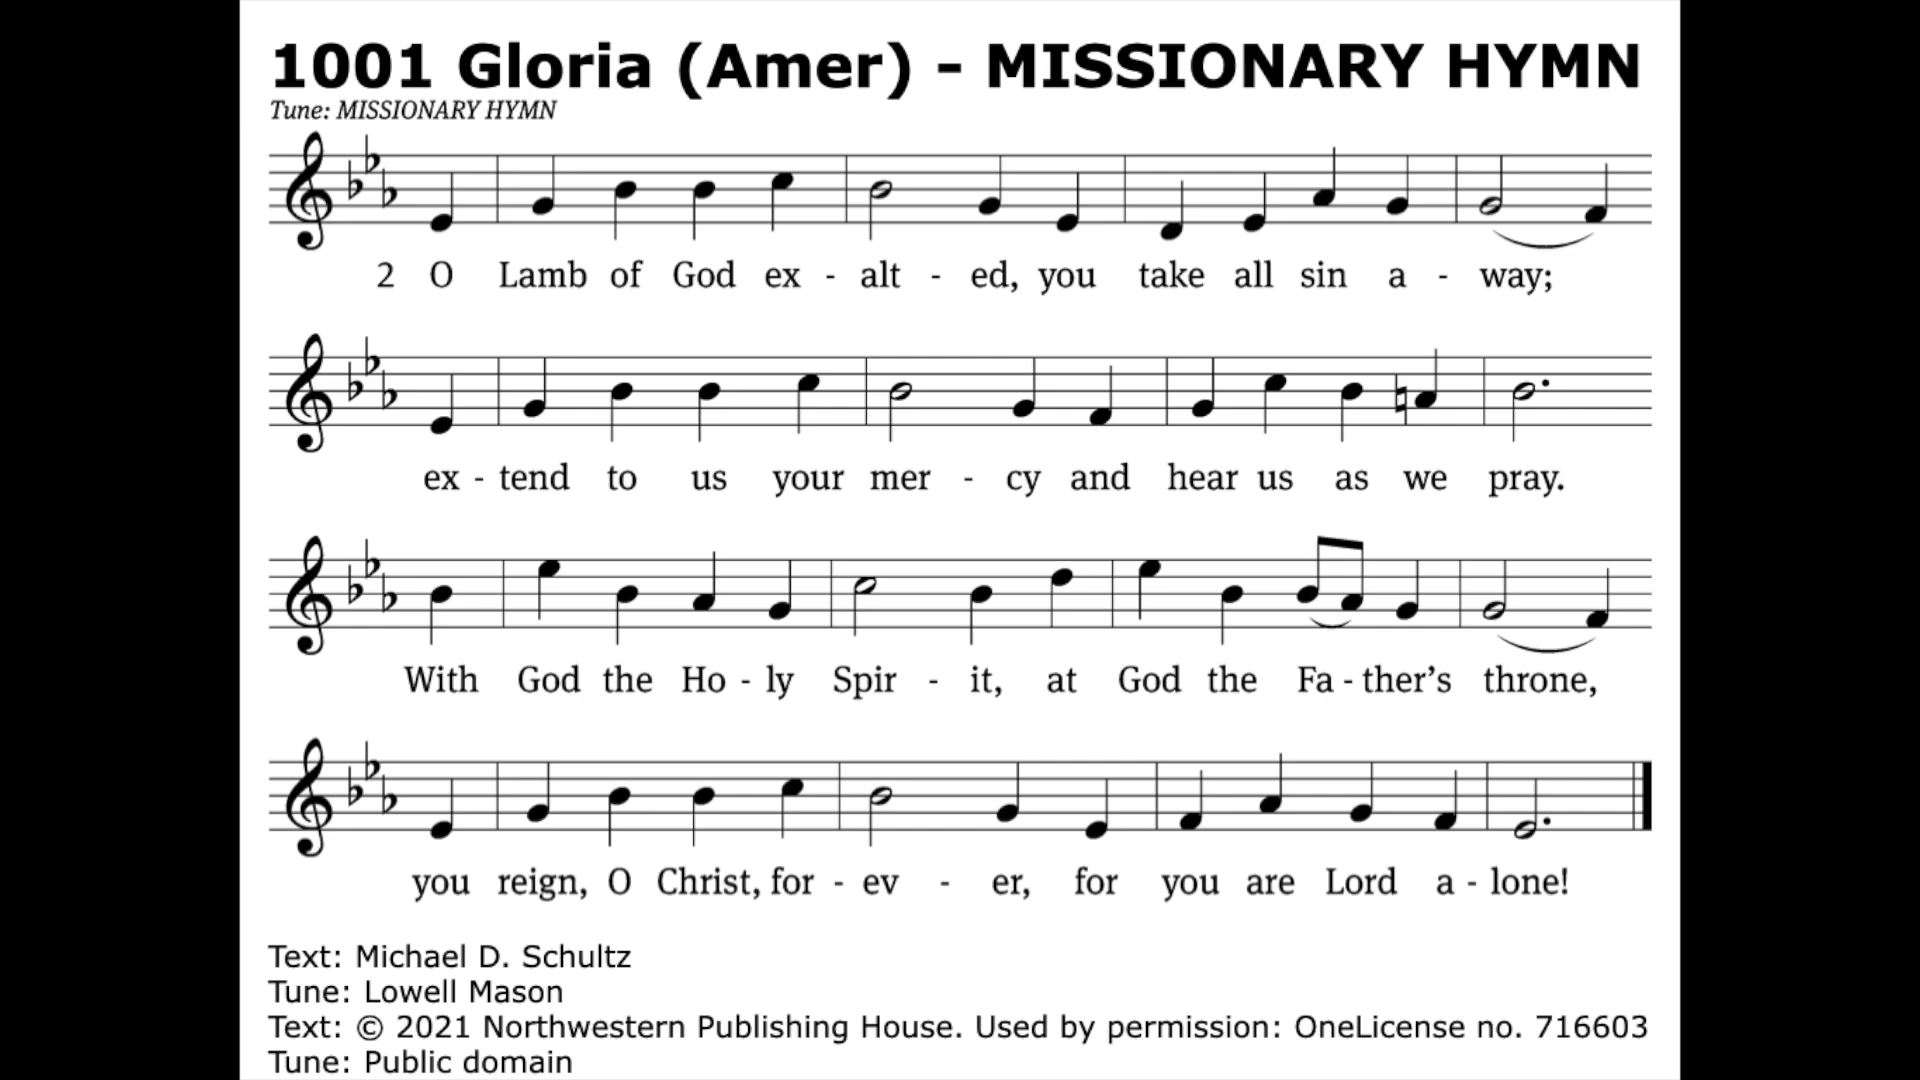 1001 Gloria (Amer) - MISSIONARY HYMN
Tune: MISSIONARY HYMN
2 O Lamb of God ex - alt - ed, you take all sin a - way;
ex - tend to us your mer - cy and hear us as we pray.
With God the Ho - ly Spir - it, at God the Fa - ther’s throne,
you reign, O Christ, for - ev - er, for you are Lord a - lone!
Text: Michael D. Schultz
Tune: Lowell Mason
Text: © 2021 Northwestern Publishing House. Used by permission: OneLicense no. 716603
Tune: Public domain